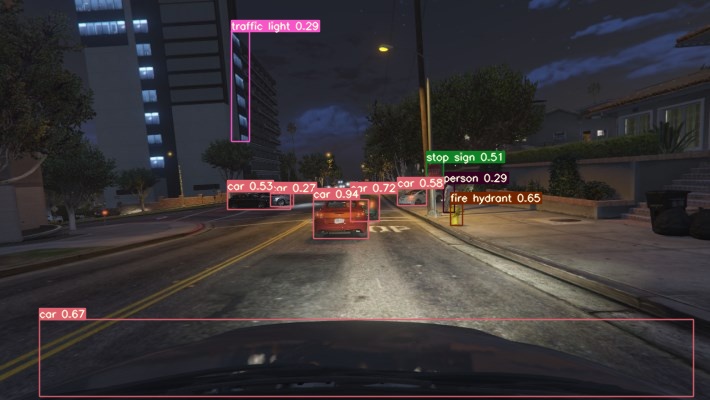 traffic light 0.29
stop sign 0.51
car 0.53
car 0.27
car 0.94
car 0.72
car 0.58
person 0.29
fire hydrant 0.65
OP
car 0.67